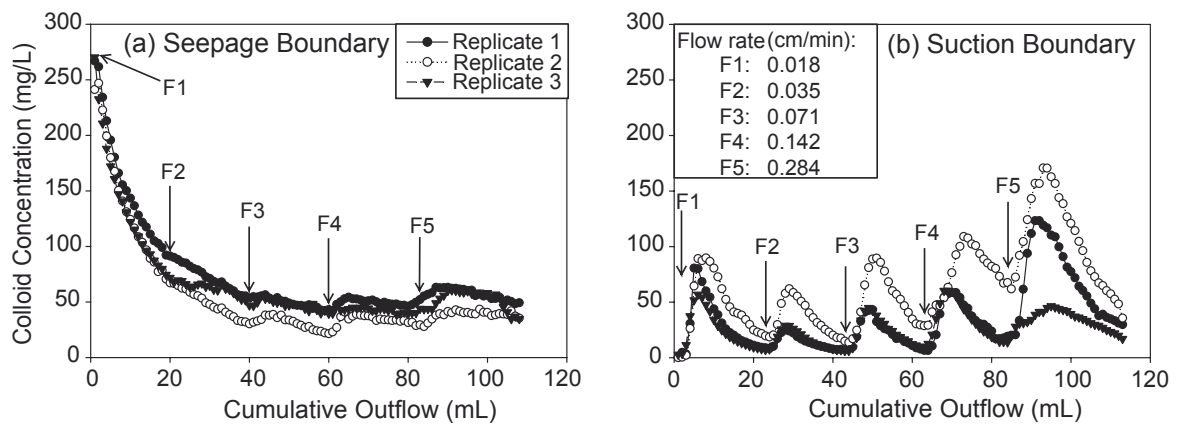 (a) Seepage Boundary
Replicate 1
Replicate 2
Replicate 3
Colloid Concentration (mg/L)
300
250
200
150
100
50
0
F1
F2
F3
F4
F5
0 20 40 60 80 100 120
Cumulative Outflow (mL)
(b) Suction Boundary
Flow rate (cm/min):
F1: 0.018
F2: 0.035
F3: 0.071
F4: 0.142
F5: 0.284
300
250
200
150
100
50
0
F1
F2
F3
F4
F5
0 20 40 60 80 100 120
Cumulative Outflow (mL)